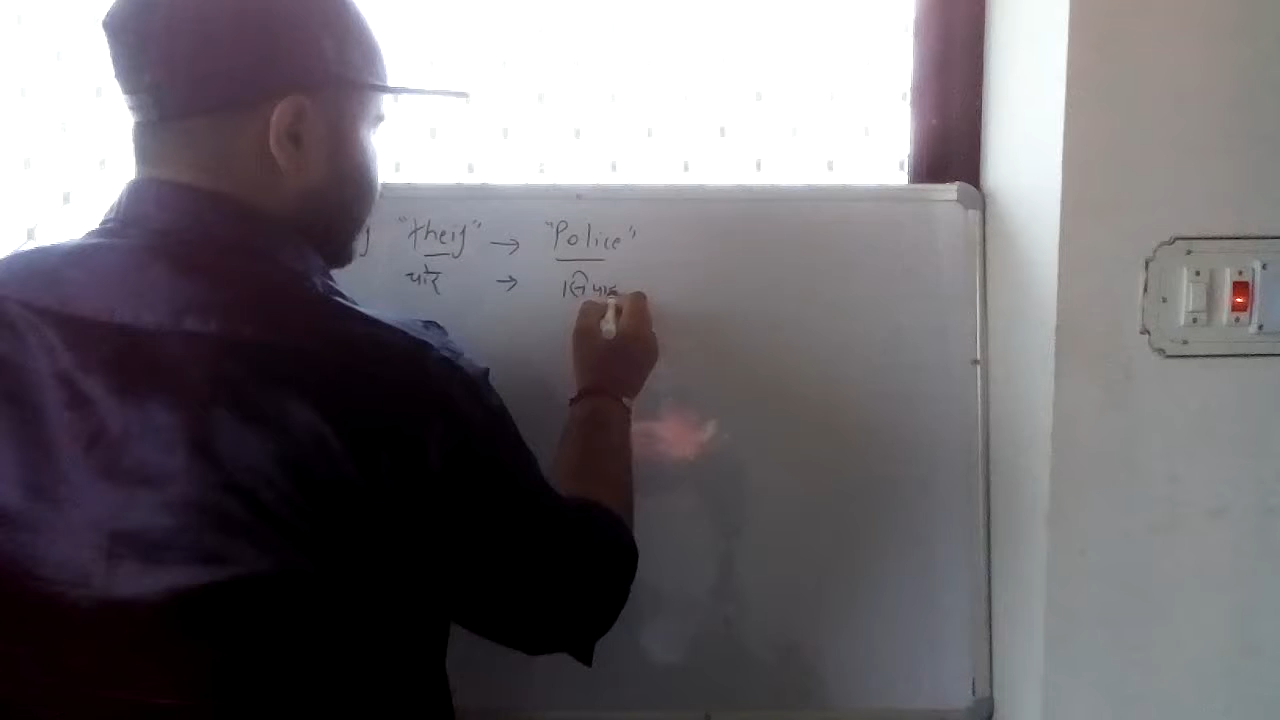 "theif" → "Police"
चोर →